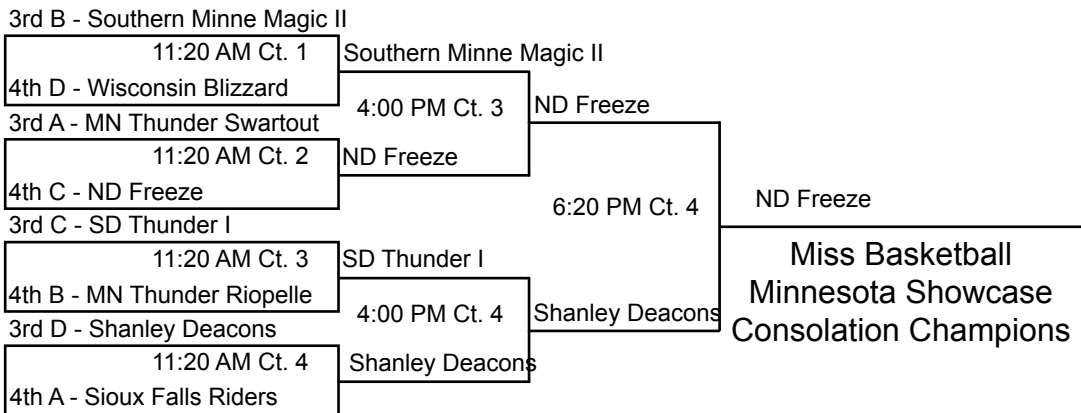 3rd B - Southern Minne Magic II
11:20 AM Ct. 1
Southern Minne Magic II
4th D - Wisconsin Blizzard
4:00 PM Ct. 3
ND Freeze
3rd A - MN Thunder Swartout
11:20 AM Ct. 2
ND Freeze
4th C - ND Freeze
6:20 PM Ct. 4
ND Freeze
3rd C - SD Thunder I
11:20 AM Ct. 3
SD Thunder I
4th B - MN Thunder Riopelle
4:00 PM Ct. 4
Shanley Deacons
3rd D - Shanley Deacons
11:20 AM Ct. 4
Shanley Deacons
4th A - Sioux Falls Riders
Miss Basketball
Minnesota Showcase
Consolation Champions